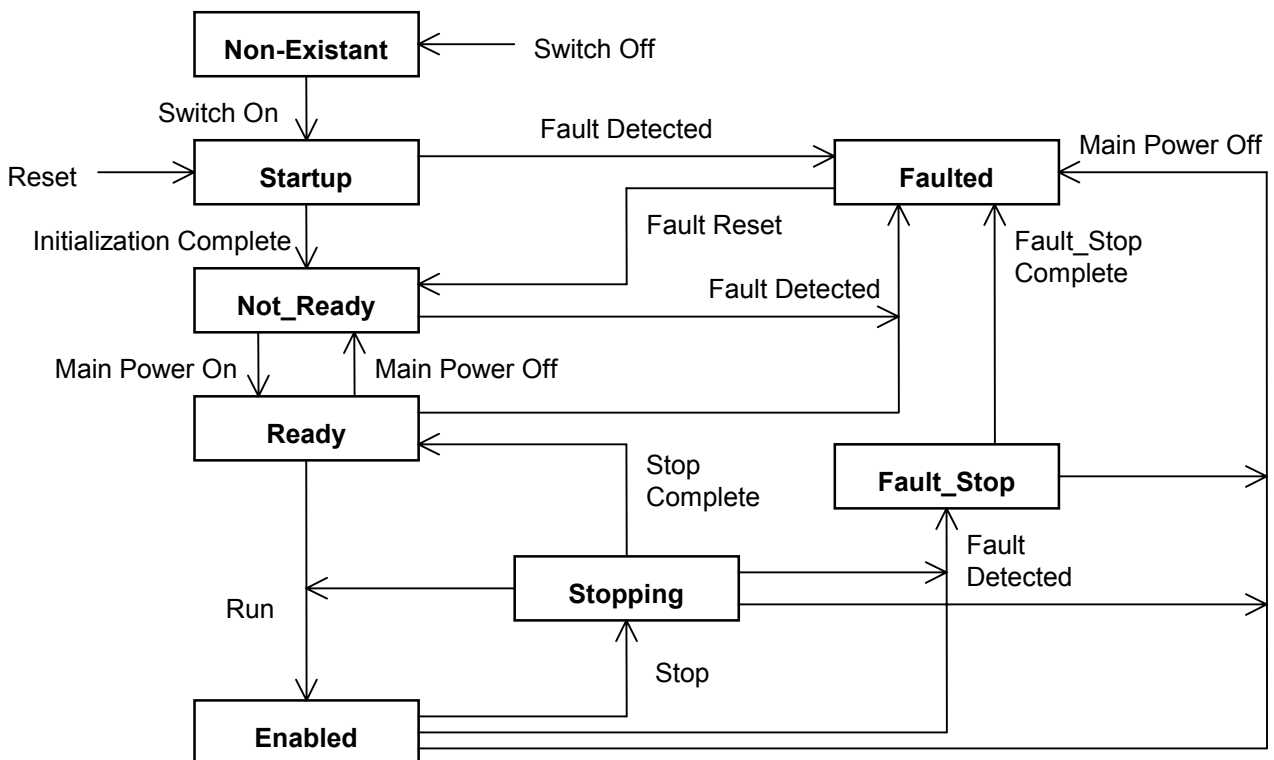 Non-Existant
Switch Off
Switch On
Fault Detected
Main Power Off
Reset
Startup
Faulted
Initialization Complete
Fault Reset
Fault_Stop
Complete
Not_Ready
Fault Detected
Main Power On
Main Power Off
Ready
Stop
Complete
Fault_Stop
Fault
Detected
Stopping
Run
Stop
Enabled